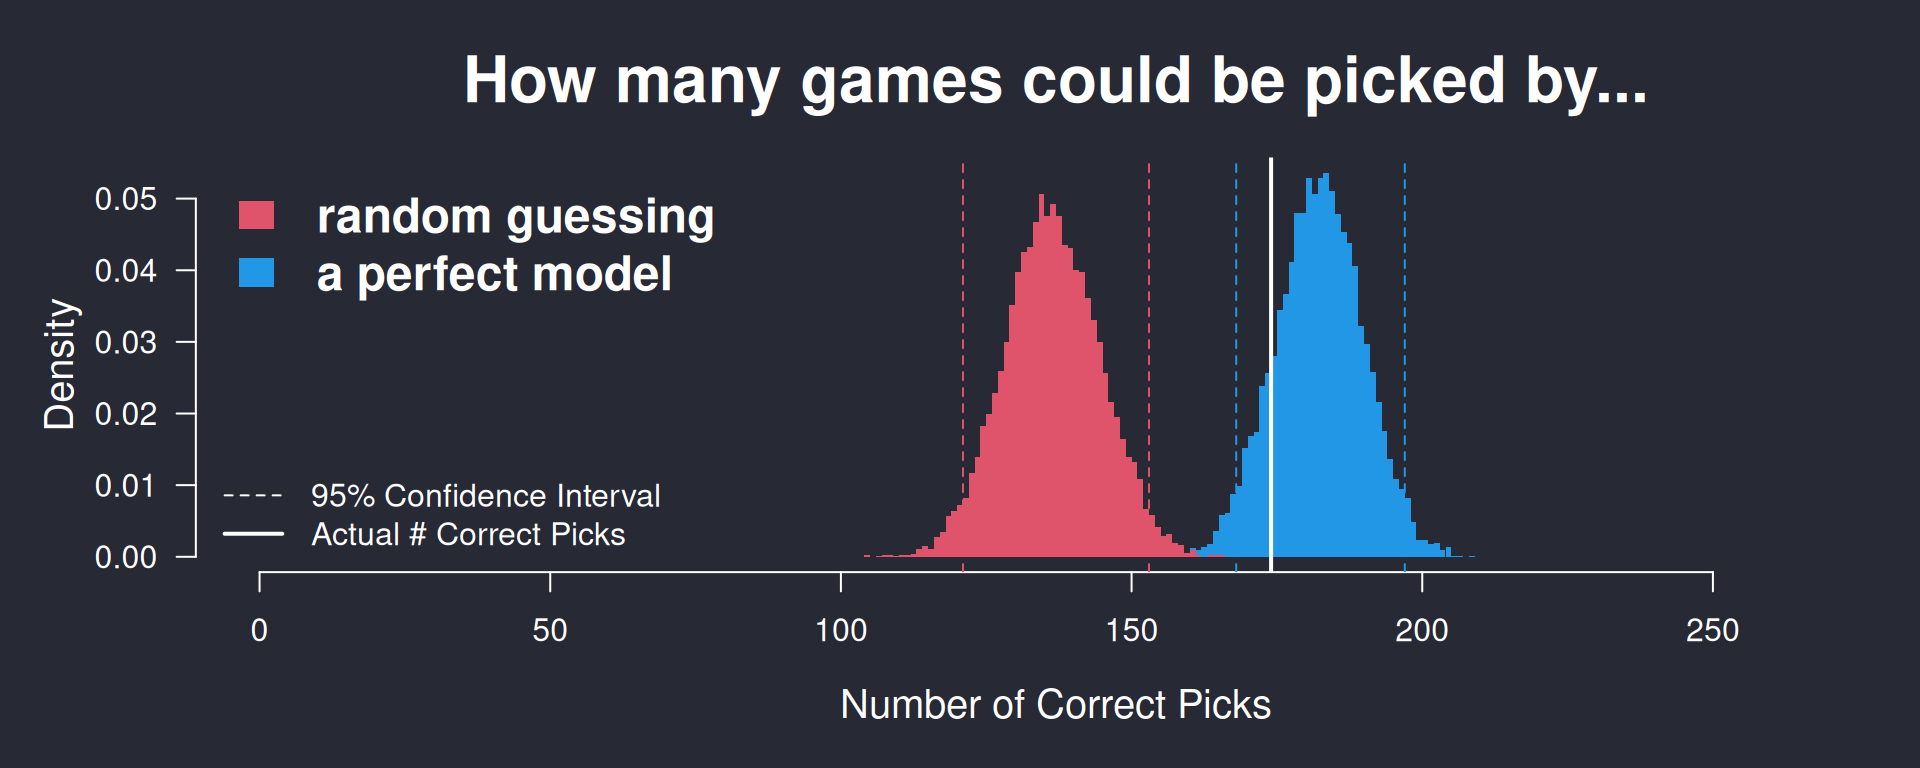 How many games could be picked by...
random guessing
a perfect model
0.05
0.04
0.03
0.02
0.01
0.00
Density
95% Confidence Interval
Actual # Correct Picks
0 50 100 150 200 250
Number of Correct Picks